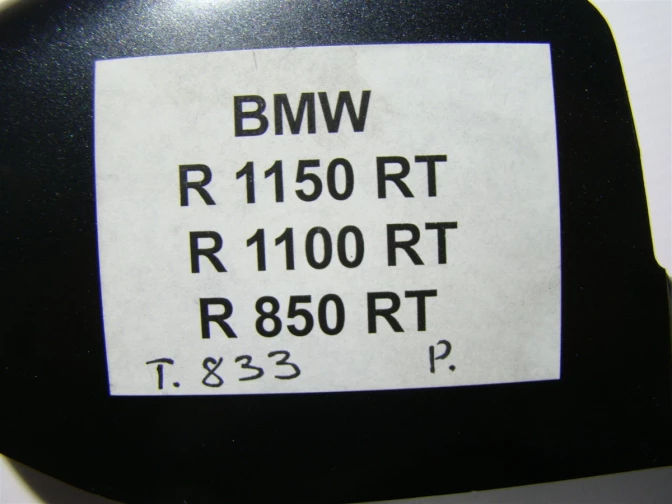 BMW
R 1150 RT
R 1100 RT
R 850 RT
T. 833 P.